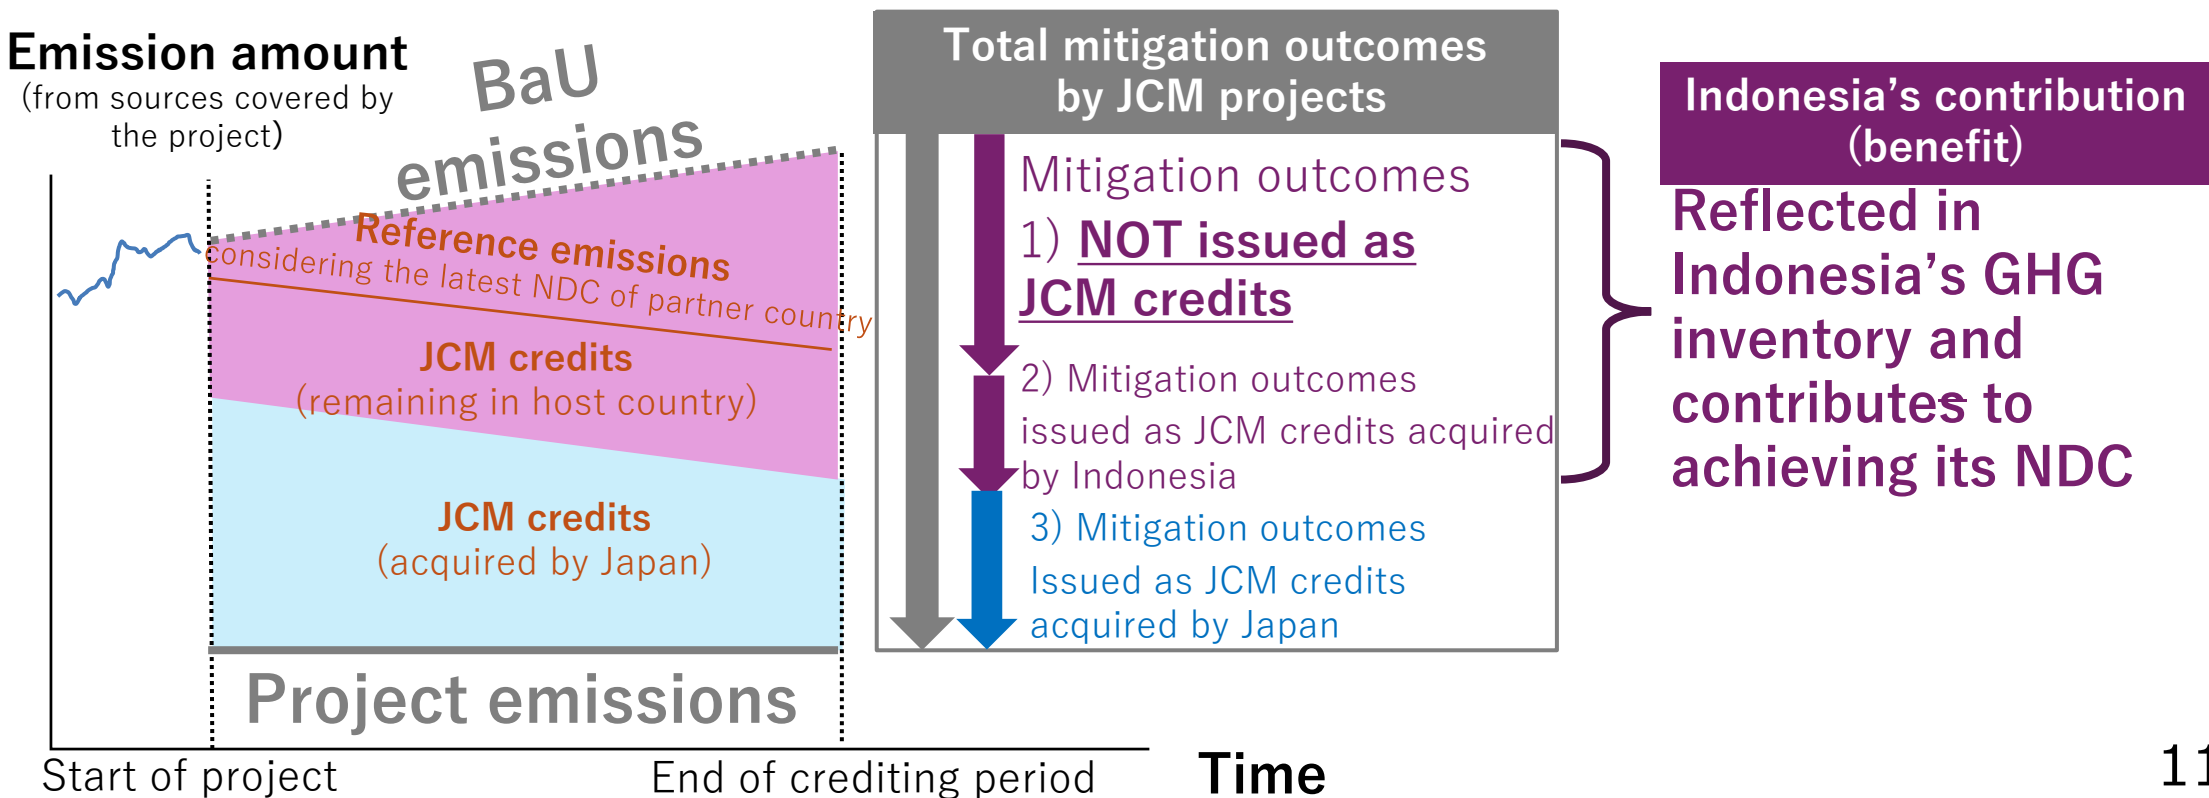 Emission amount
(from sources covered by
the project)
BaU
emissions
Reference emissions
considering the latest NDC of partner country
JCM credits
(remaining in host country)
JCM credits
(acquired by Japan)
Project emissions
Start of project
End of crediting period
Time
Total mitigation outcomes
by JCM projects
Mitigation outcomes
1) NOT issued as
JCM credits
2) Mitigation outcomes
issued as JCM credits acquired
by Indonesia
3) Mitigation outcomes
Issued as JCM credits
acquired by Japan
Indonesia’s contribution
(benefit)
Reflected in
Indonesia’s GHG
inventory and
contributes to
achieving its NDC
11